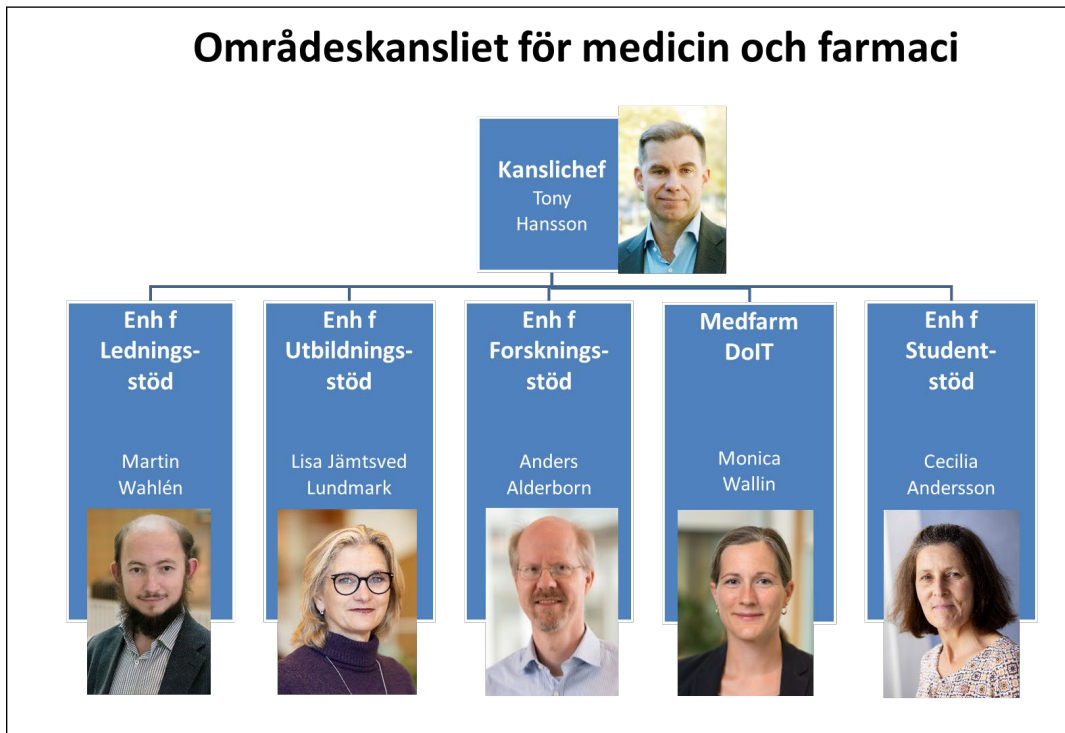 Områdeskansliet för medicin och farmaci
Kanslichef
Tony
Hansson
Enh f
Lednings-
stöd
Martin
Wahlén
Enh f
Utbildnings-
stöd
Lisa Jämtsved
Lundmark
Enh f
Forsknings-
stöd
Anders
Alderborn
Medfarm
DoIT
Monica
Wallin
Enh f
Student-
stöd
Cecilia
Andersson